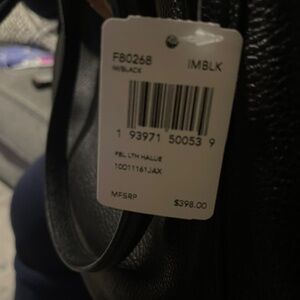 F80268 IMBLK
IM/BLACK
1 93971 50053 9
PBL LTH HALLIE
10011161JAX
MFSRP
$398.00